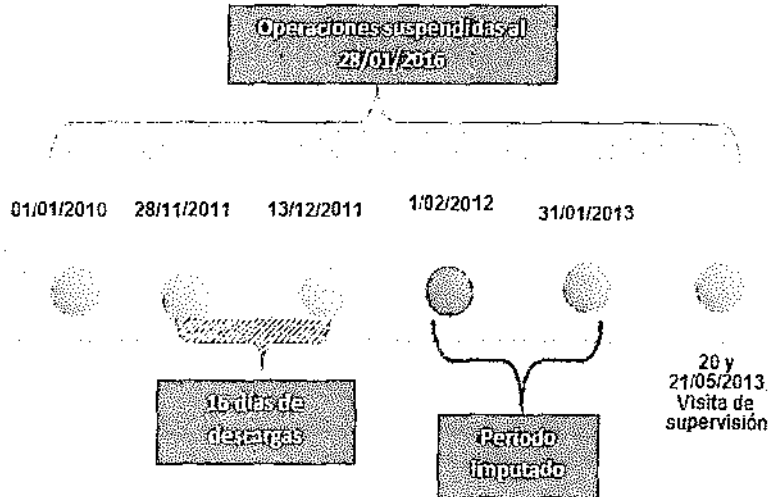 Operaciones suspendidas al
28/01/2016
01/01/2010 28/11/2011 13/12/2011 1/02/2012 31/01/2013
20 y
21/05/2013
Visita de
supervisión
16 días de
descargas
Período
imputado